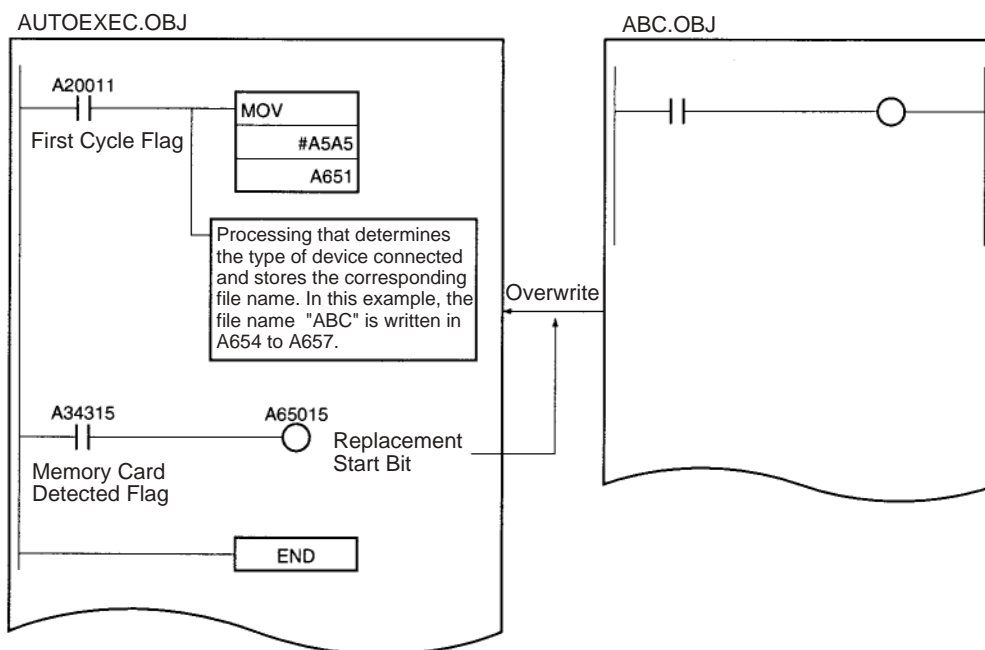 AUTOEXEC.OBJ
A20011
First Cycle Flag
MOV
#A5A5
A651
Processing that determines
the type of device connected
and stores the corresponding
file name. In this example, the
file name "ABC" is written in
A654 to A657.
A34315
Memory Card
Detected Flag
A65015
Replacement
Start Bit
END
Overwrite
ABC.OBJ